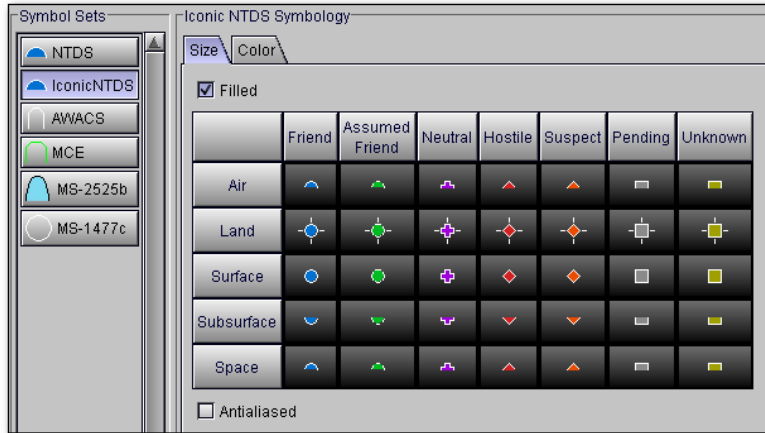 Symbol Sets
NTDS
IconicNTDS
AWACS
MCE
MS-2525b
MS-1477c
Iconic NTDS Symbology
Size Color
Filled
Friend Assumed Friend Neutral Hostile Suspect Pending Unknown
Air
Land
Surface
Subsurface
Space
Antialiased